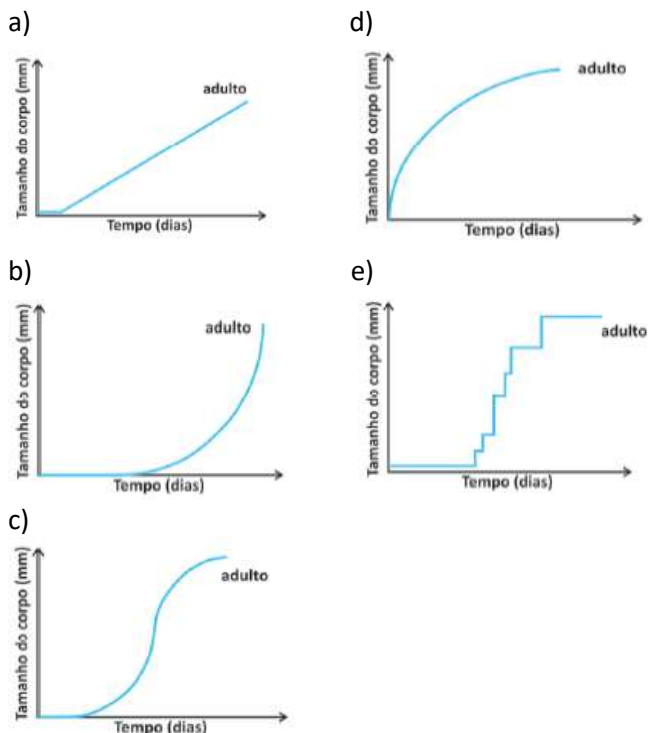 a)
Tamanho do corpo (mm)
adulto
Tempo (dias)
b)
Tamanho do corpo (mm)
adulto
Tempo (dias)
c)
Tamanho do corpo (mm)
adulto
Tempo (dias)
d)
Tamanho do corpo (mm)
adulto
Tempo (dias)
e)
Tamanho do corpo (mm)
adulto
Tempo (dias)